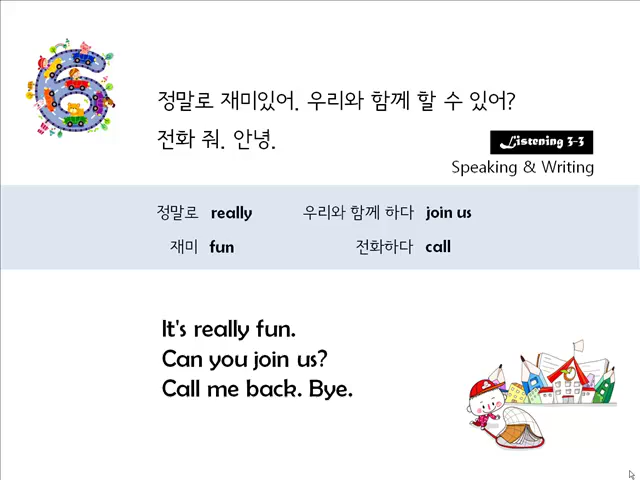 6
정말로 재미있어. 우리와 함께 할 수 있어?
전화 줘. 안녕.
Listening 3-3
Speaking & Writing
정말로 really 우리와 함께 하다 join us
재미 fun 전화하다 call
It's really fun.
Can you join us?
Call me back. Bye.